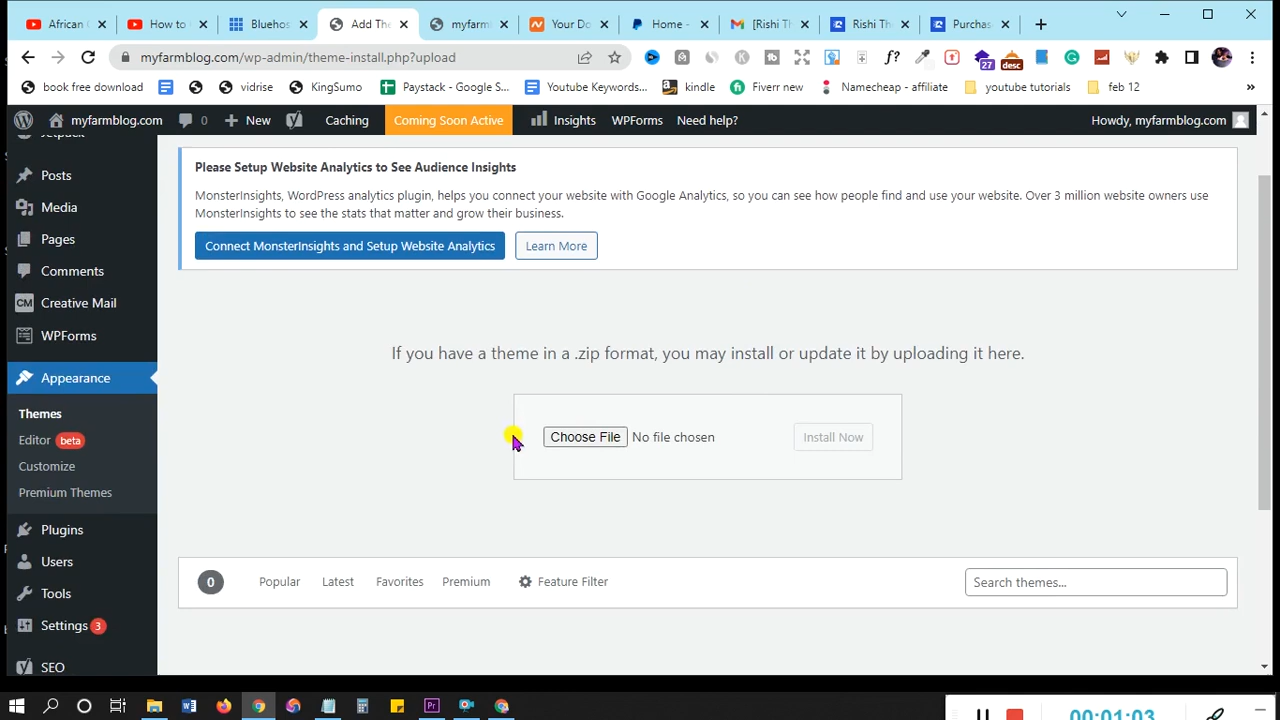 African C
How to
Bluehos
Add The
myfarm
Your Do
Home -
[Rishi Th
Rishi The
Purchas
myfarmblog.com/wp-admin/theme-install.php?upload
27
desc
book free download
vidriss
KingSumo
Paystack - Google S...
Youtube Keywords...
kindle
Fiverr new
Namecheap - affiliate
youtube tutorials
feb 12
myfarmblog.com
0
New
Caching
Coming Soon Active
Insights
WPForms
Need help?
Howdy, myfarmblog.com
Jetpack
Posts
Media
Pages
Comments
CM Creative Mail
WPForms
Appearance
Themes
Editor beta
Customize
Premium Themes
Plugins
Users
Tools
Settings 3
SEO
Please Setup Website Analytics to See Audience Insights
MonsterInsights, WordPress analytics plugin, helps you connect your website with Google Analytics, so you can see how people find and use your website. Over 3 million website owners use
MonsterInsights to see the stats that matter and grow their business.
Connect MonsterInsights and Setup Website Analytics
Learn More
If you have a theme in a .zip format, you may install or update it by uploading it here.
Choose File No file chosen
Install Now
0
Popular
Latest
Favorites
Premium
Feature Filter
Search themes...
00:01:03